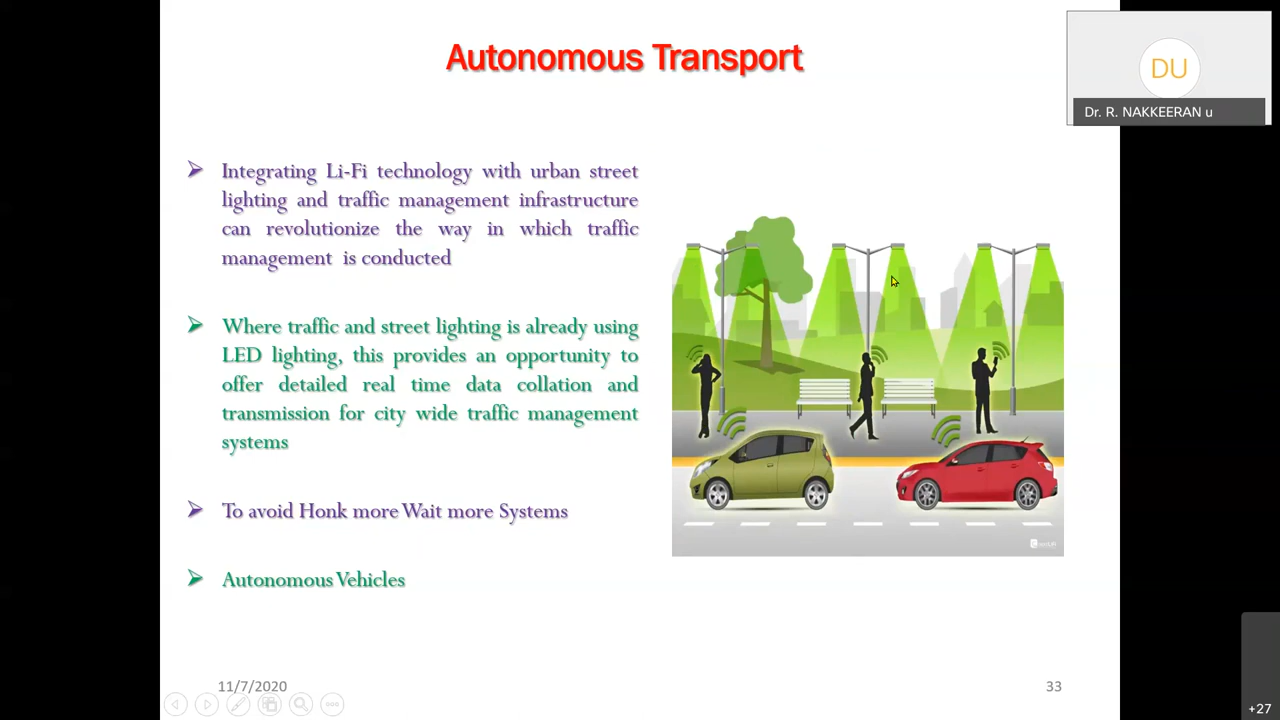 Autonomous Transport
DU
Dr. R. NAKKEERAN u
Integrating Li-Fi technology with urban street
lighting and traffic management infrastructure
can revolutionize the way in which traffic
management is conducted
Where traffic and street lighting is already using
LED lighting, this provides an opportunity to
offer detailed real time data collation and
transmission for city wide traffic management
systems
To avoid Honk more Wait more Systems
Autonomous Vehicles
11/7/2020
33
+27